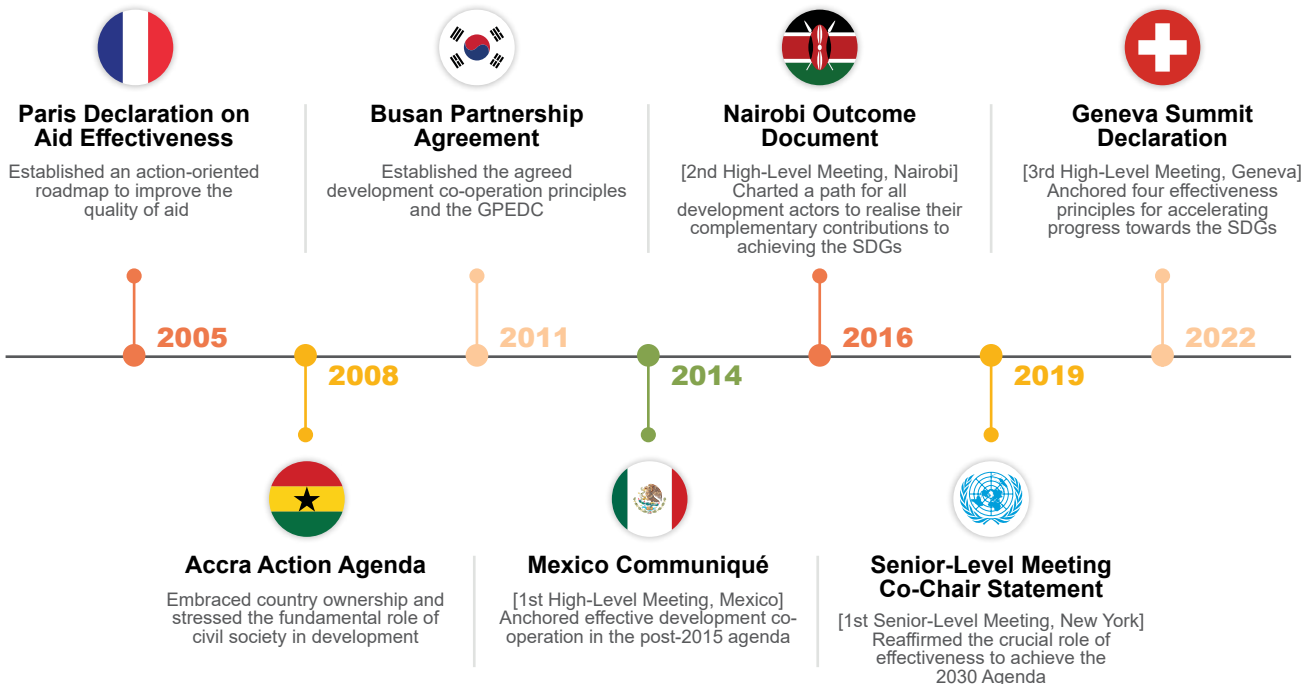 Paris Declaration on
Aid Effectiveness
Established an action-oriented
roadmap to improve the
quality of aid
Busan Partnership
Agreement
Established the agreed
development co-operation principles
and the GPEDC
Nairobi Outcome
Document
[2nd High-Level Meeting, Nairobi]
Charted a path for all
development actors to realise their
complementary contributions to
achieving the SDGs
Geneva Summit
Declaration
[3rd High-Level Meeting, Geneva]
Anchored four effectiveness
principles for accelerating
progress towards the SDGs
2005
2008
2011
2014
2016
2019
2022
Accra Action Agenda
Embraced country ownership and
stressed the fundamental role of
civil society in development
Mexico Communiqué
[1st High-Level Meeting, Mexico]
Anchored effective development co-
operation in the post-2015 agenda
Senior-Level Meeting
Co-Chair Statement
[1st Senior-Level Meeting, New York]
Reaffirmed the crucial role of
effectiveness to achieve the
2030 Agenda